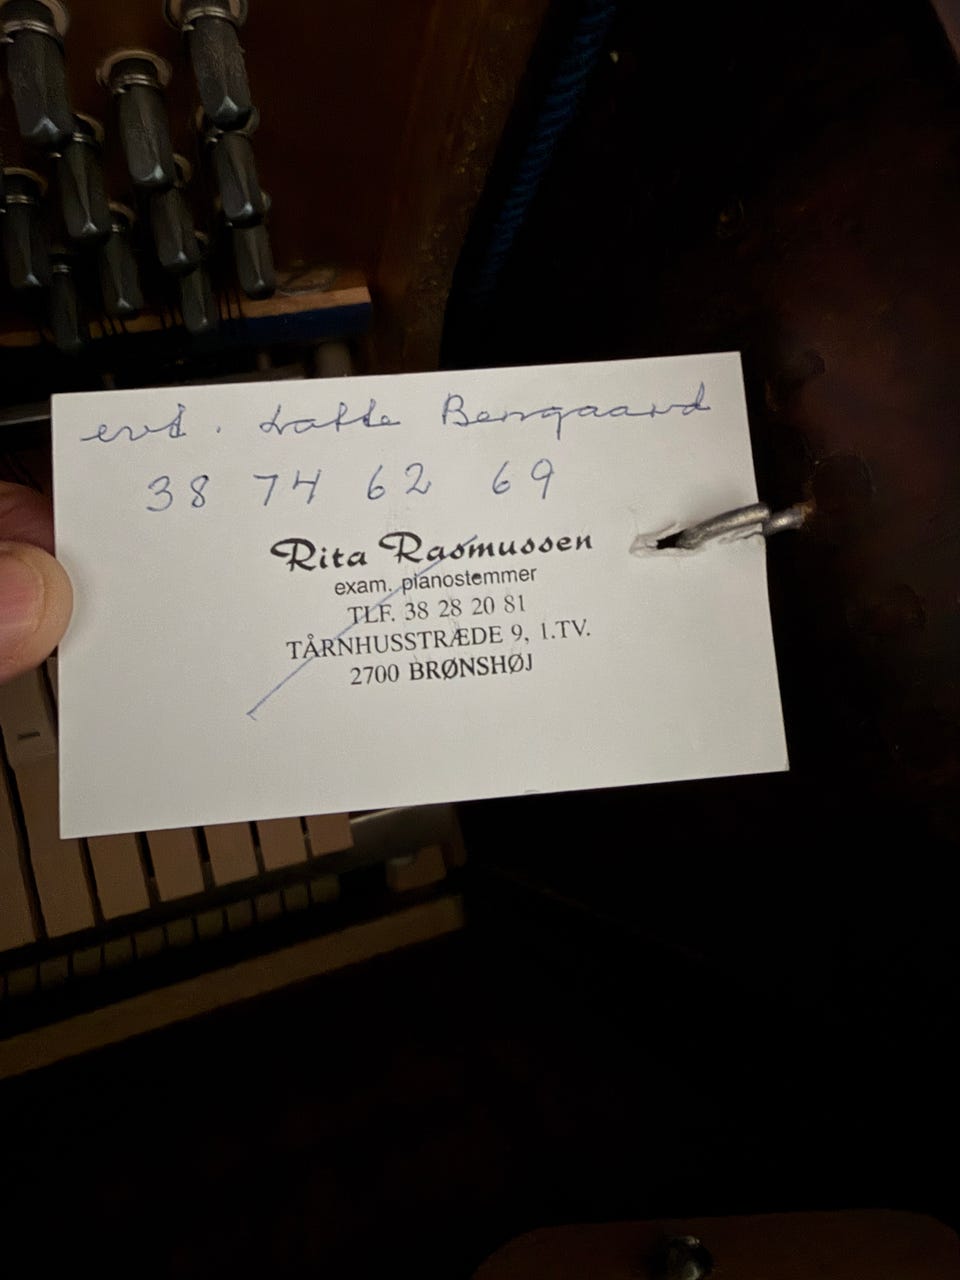 evt. Lotte Bensgaard
38 74 62 69
Rita Rasmussen
exam. pianostemmer
TLF. 38 28 20 81
TÅRNHUSSTRÆDE 9, 1.TV.
2700 BRØNSHØJ